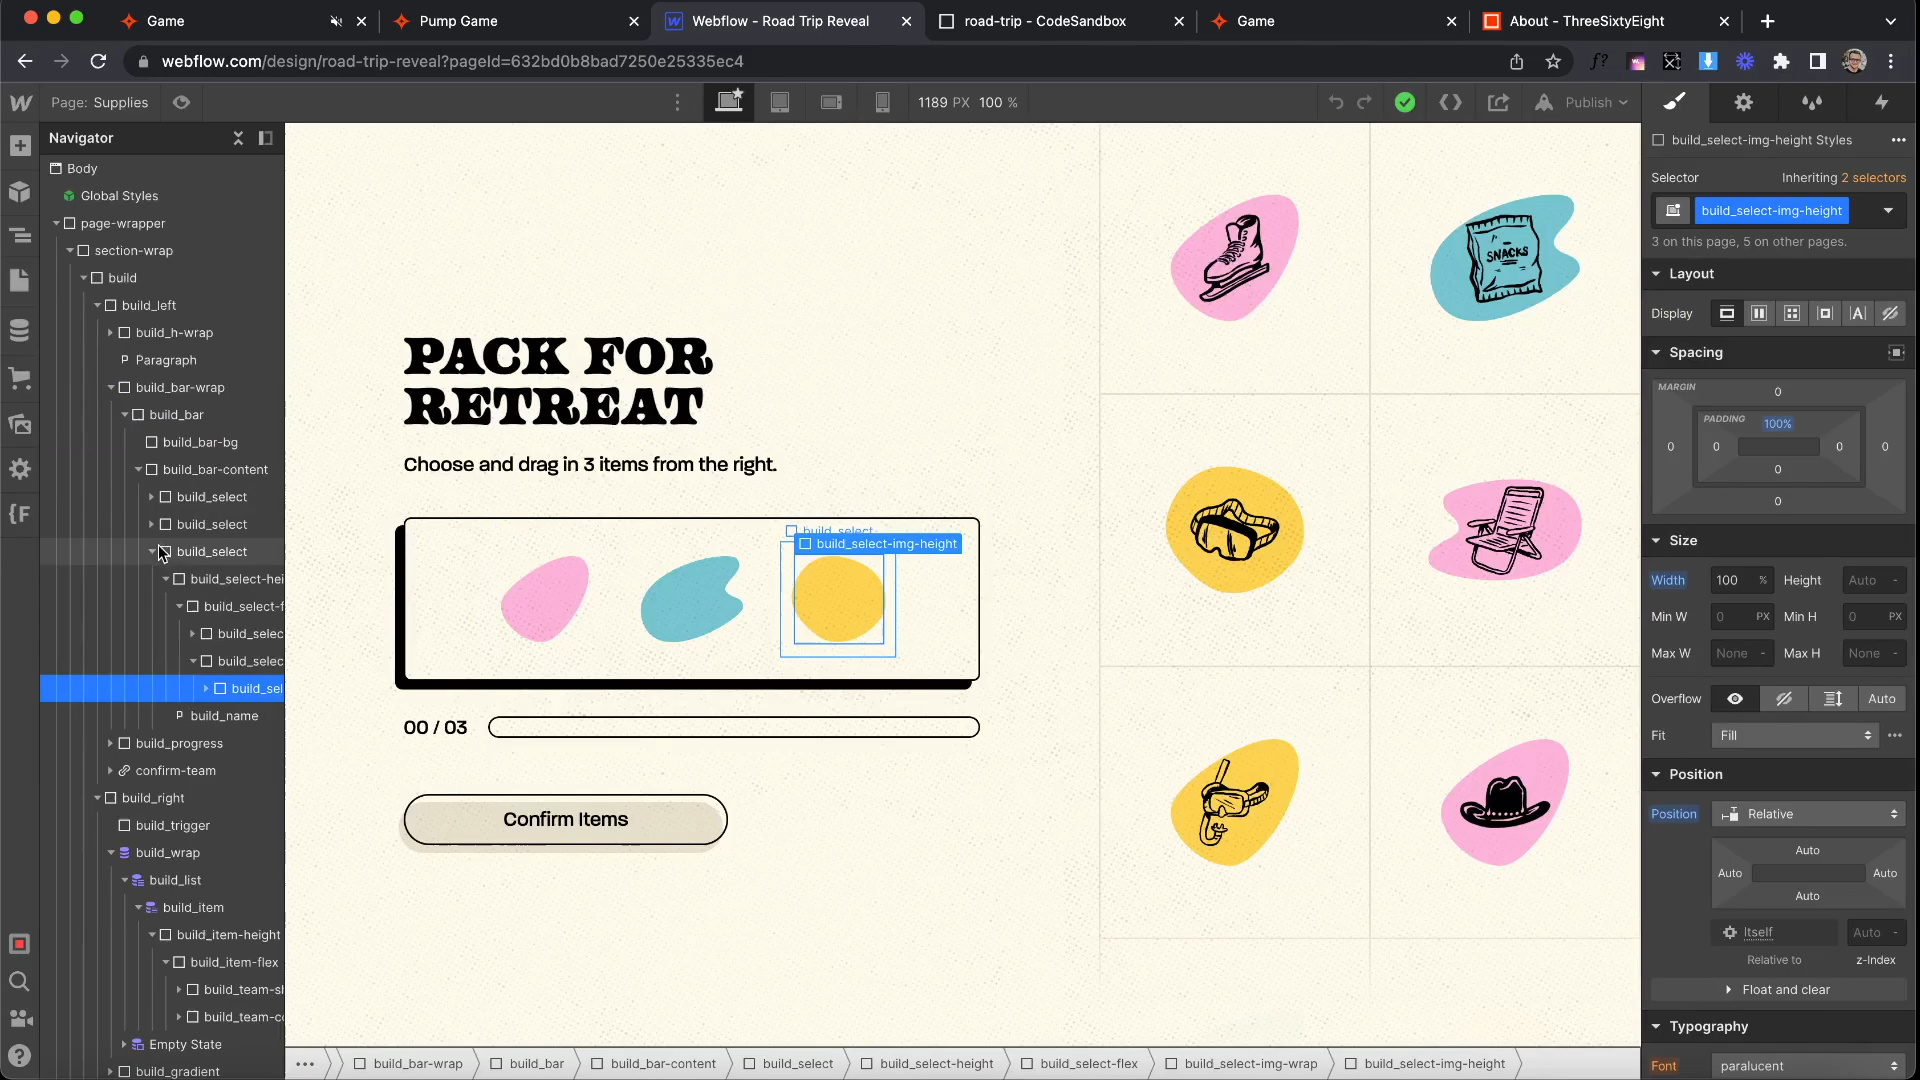 Game
Pump Game
Webflow - Road Trip Reveal
road-trip - CodeSandbox
Game
About - ThreeSixtyEight
webflow.com/design/road-trip-reveal?pageId=632bd0b8bad7250e25335ec4
f?
Page: Supplies
1189 PX 100 %
Publish
Navigator
Body
Global Styles
page-wrapper
section-wrap
build
build_left
build_h-wrap
P Paragraph
build_bar-wrap
build_bar
build_bar-bg
build_bar-content
build_select
build_select
build_select
build_select-hei
build_select-f
build_selec
build_selec
build_sel
P build_name
build_progress
confirm-team
build_right
build_trigger
build_wrap
build_list
build_item
build_item-height
build_item-flex
build_team-sh
build_team-co
Empty State
build_gradient
PACK FOR
RETREAT
Choose and drag in 3 items from the right.
build_select
build_select-img-height
00 / 03
Confirm Items
SNACKS
build_bar-wrap
build_bar
build_bar-content
build_select
build_select-height
build_select-flex
build_select-img-wrap
build_select-img-height
build_select-img-height Styles
Selector
Inheriting 2 selectors
build_select-img-height
3 on this page, 5 on other pages.
Layout
Display
Spacing
MARGIN
0
PADDING
100%
0 0 0 0
0
0
Size
Width 100 % Height Auto -
Min W 0 PX Min H 0 PX
Max W None - Max H None -
Overflow Auto
Fit Fill
Position
Position Relative
Auto
Auto Auto
Auto
Itself Auto -
Relative to z-Index
Float and clear
Typography
Font paralucent